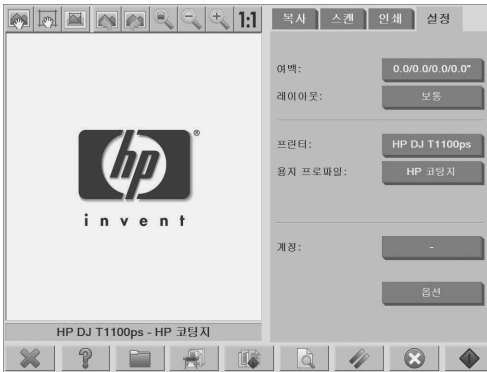 1:1
복사 스캔 인쇄 설정
여백: 0.0/0.0/0.0/0.0"
레이아웃: 보통
프린터: HP DJ T1100ps
용지 프로파일: HP 코팅지
계정: -
옵션
hp ®
invent
HP DJ T1100ps - HP 코팅지